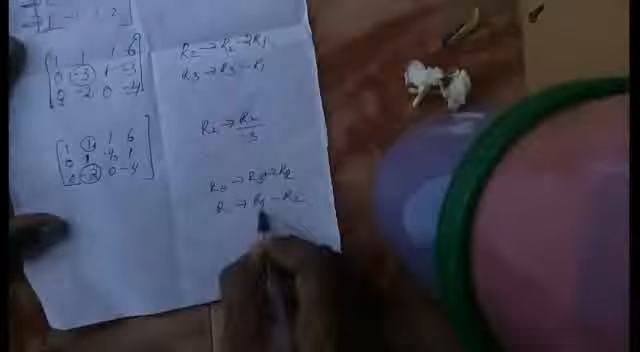 1 1 1 6
0 -3 1 -3
0 -2 0 -4
R₂ → R₂ - 2R₁
R₃ → R₃ - R₁
R₂ → R₂/-3
1 1 1 6
0 1 -⅓ 1
0 -2 0 -4
R₃ → R₃ + 2R₂
R₁ → R₁ - R₂